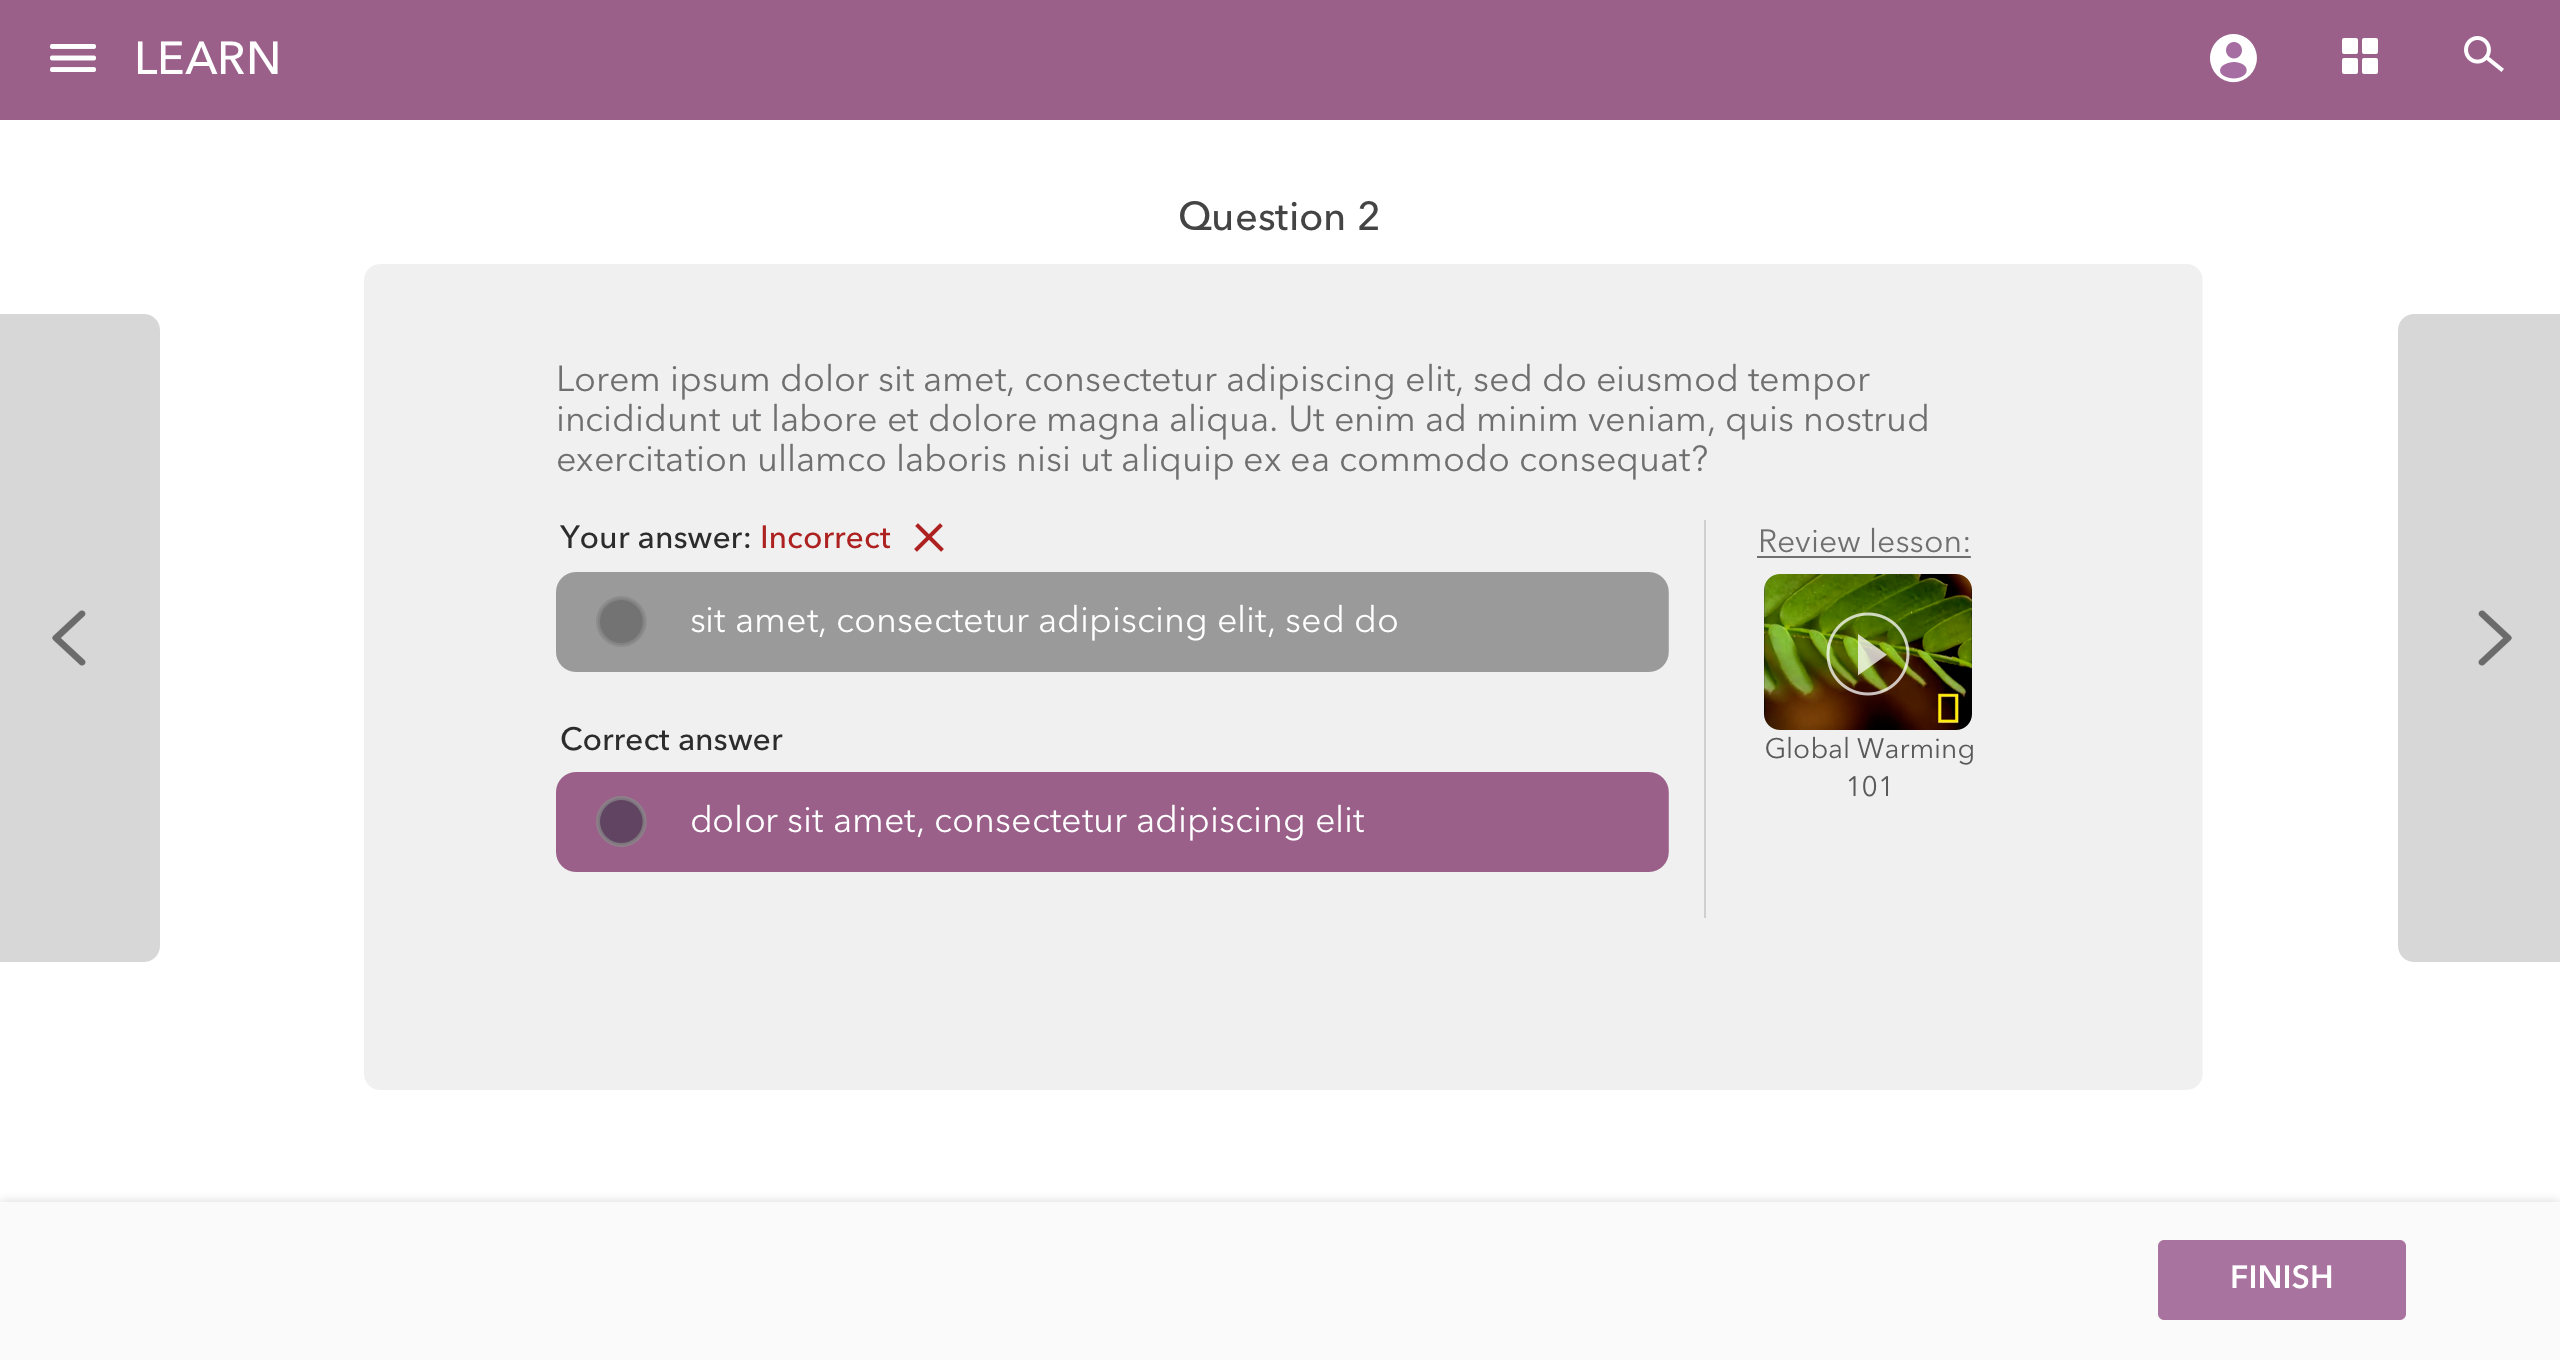 LEARN
Question 2
Lorem ipsum dolor sit amet, consectetur adipiscing elit, sed do eiusmod tempor
incididunt ut labore et dolore magna aliqua. Ut enim ad minim veniam, quis nostrud
exercitation ullamco laboris nisi ut aliquip ex ea commodo consequat?
Your answer: Incorrect
sit amet, consectetur adipiscing elit, sed do
Correct answer
dolor sit amet, consectetur adipiscing elit
Review lesson:
Global Warming
101
FINISH